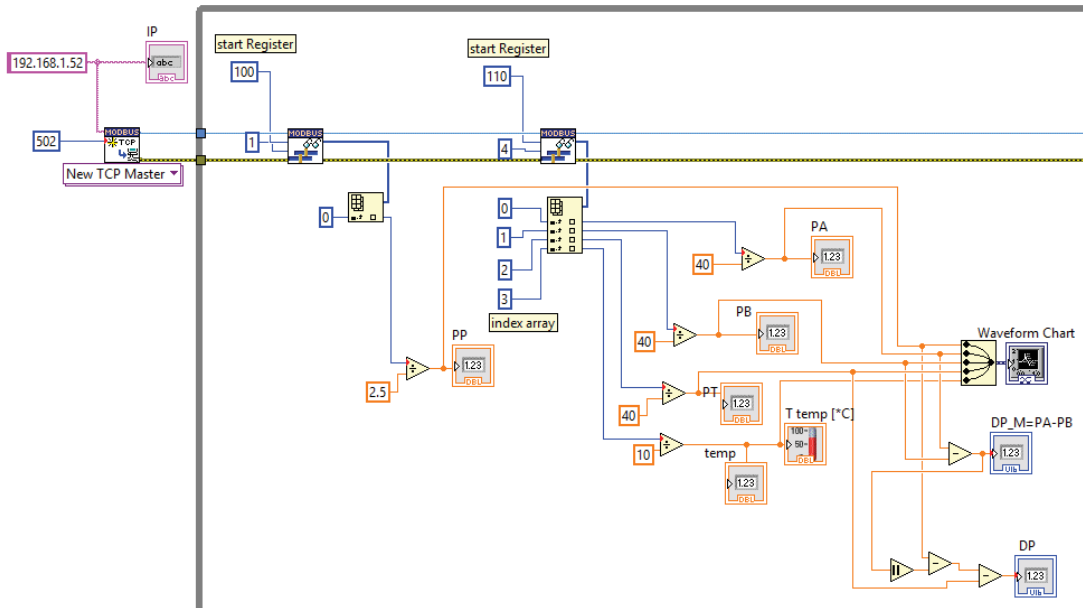 IP
192.168.1.52
abc
abc
start Register
100
start Register
110
MODBUS
TCP
502
New TCP Master
MODBUS
1
MODBUS
4
0
0
1
2
3
index array
PA
40
1.23
DBL
PB
40
1.23
DBL
PP
2.5
1.23
DBL
PT
40
1.23
DBL
Waveform Chart
T temp [*C]
100
50
DBL
10
temp
1.23
DBL
DP_M=PA-PB
1.23
U16
DP
1.23
U16